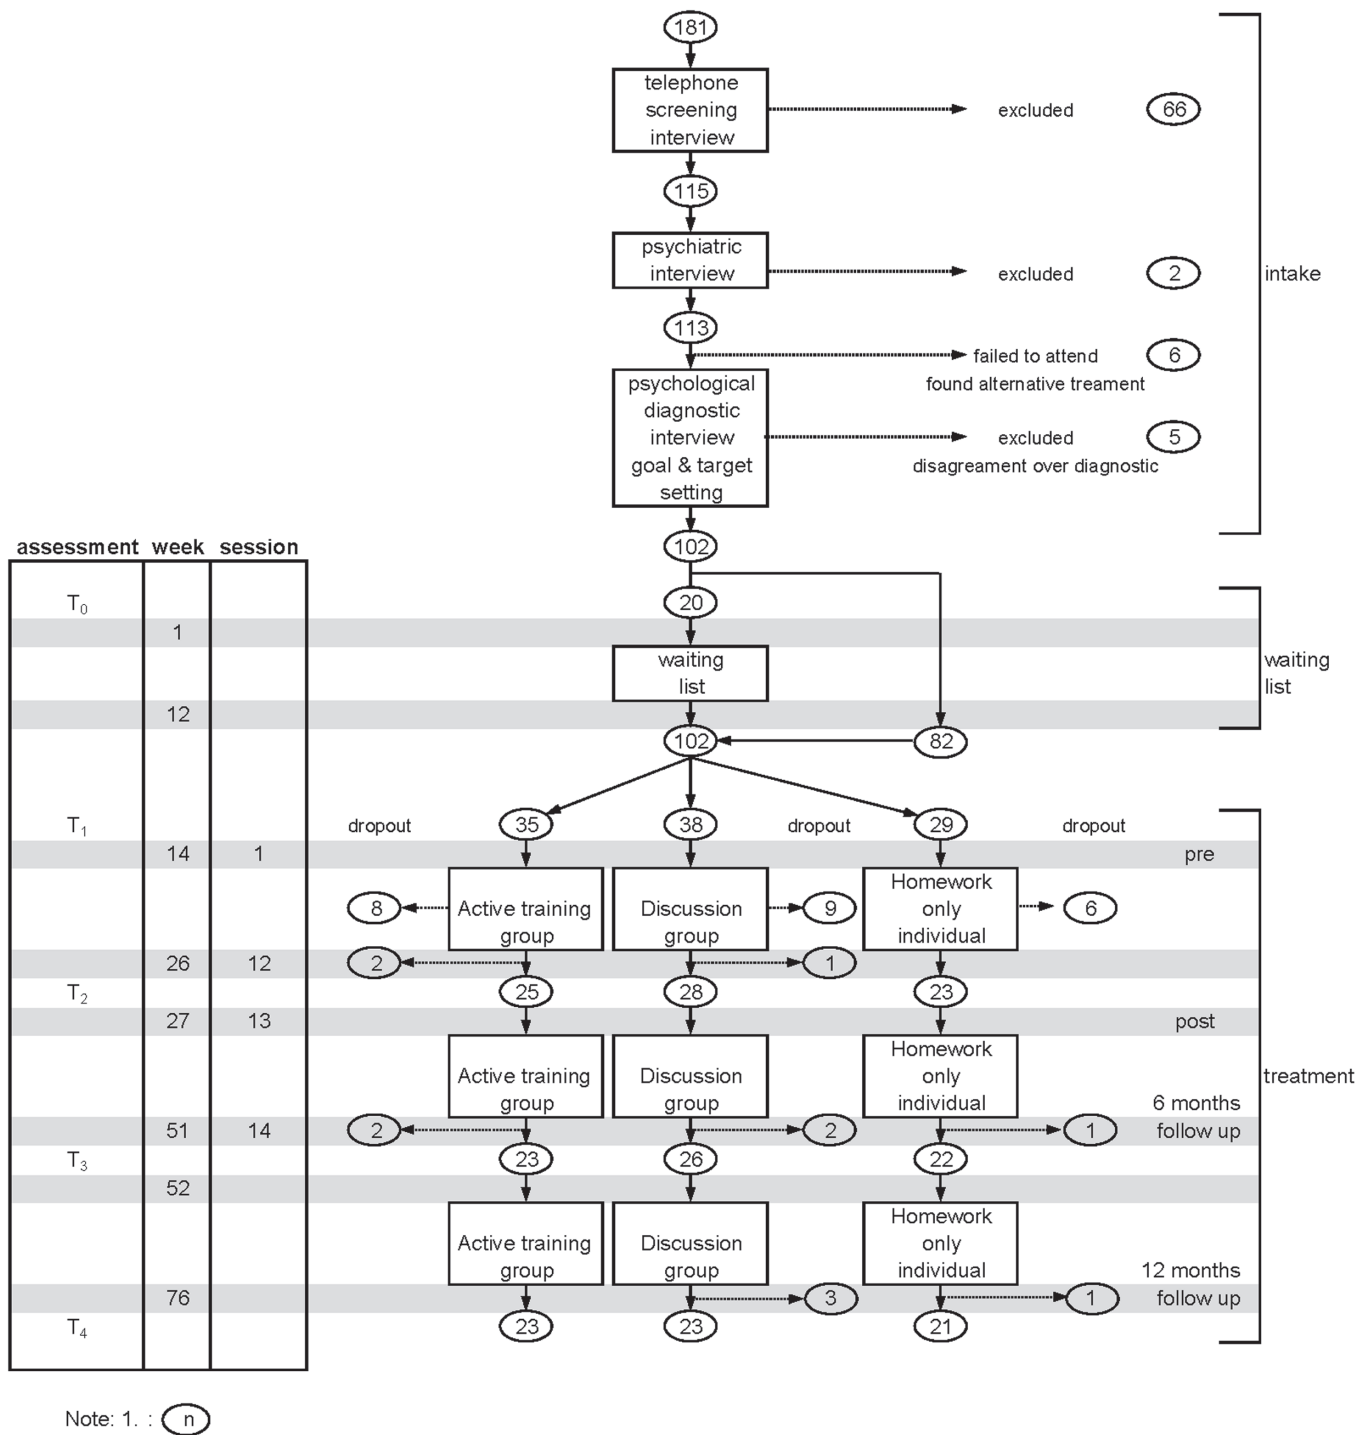 181
telephone
screening
interview
excluded
66
115
psychiatric
interview
excluded
2
intake
113
failed to attend
6
found alternative treament
psychological
diagnostic
interview
goal & target
setting
excluded
5
disagreament over diagnostic
assessment week session
102
T0
20
1
waiting
list
waiting
list
12
102
82
T1
dropout
35
38
dropout
29
dropout
14 1
pre
8
Active training
group
Discussion
group
9
Homework
only
individual
6
26 12
2
1
T2
25
28
23
27 13
post
Active training
group
Discussion
group
Homework
only
individual
treatment
6 months
follow up
51 14
2
2
1
T3
23
26
22
52
Active training
group
Discussion
group
Homework
only
individual
12 months
follow up
76
3
1
T4
23
23
21
Note: 1. : n